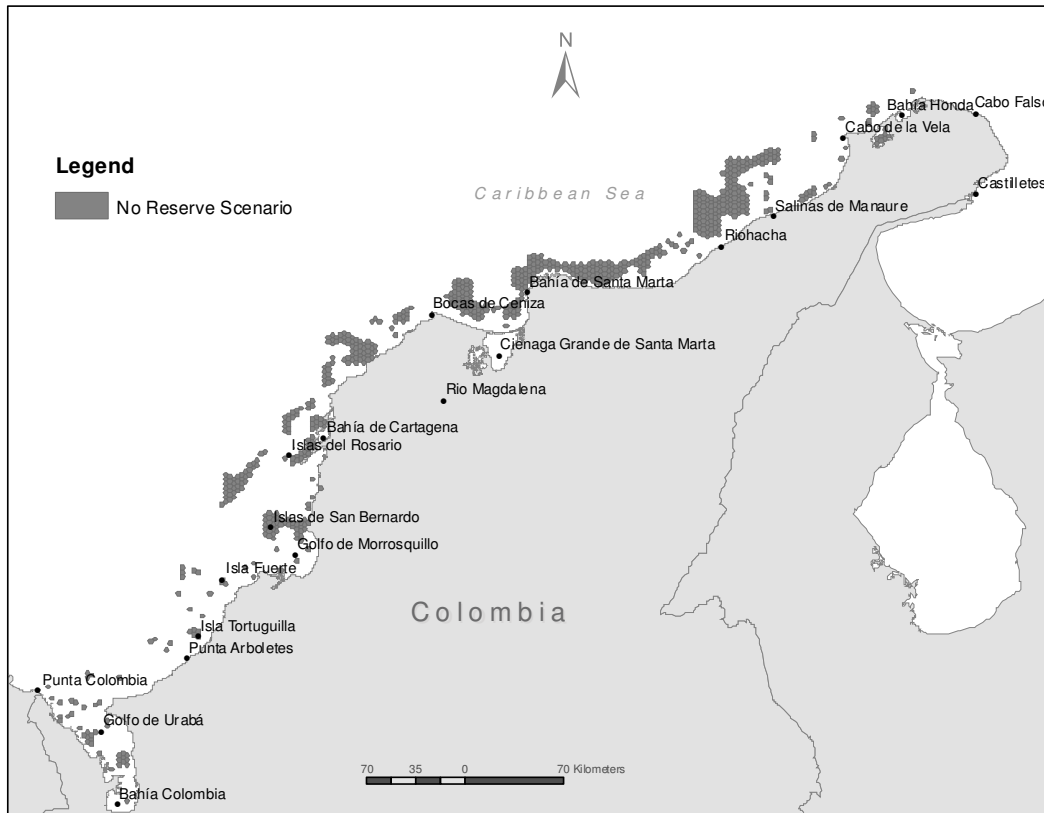 N
Bahía Honda
Cabo Falso
Cabo de la Vela
Legend
No Reserve Scenario
Caribbean Sea
Castilletes
Salinas de Manaure
Riohacha
Bahía de Santa Marta
Bocas de Ceniza
Cienaga Grande de Santa Marta
Rio Magdalena
Bahía de Cartagena
Islas del Rosario
Islas de San Bernardo
Golfo de Morrosquillo
Isla Fuerte
Colombia
Isla Tortuguilla
Punta Arboletes
Punta Colombia
Golfo de Urabá
70 35 0 70 Kilometers
Bahía Colombia